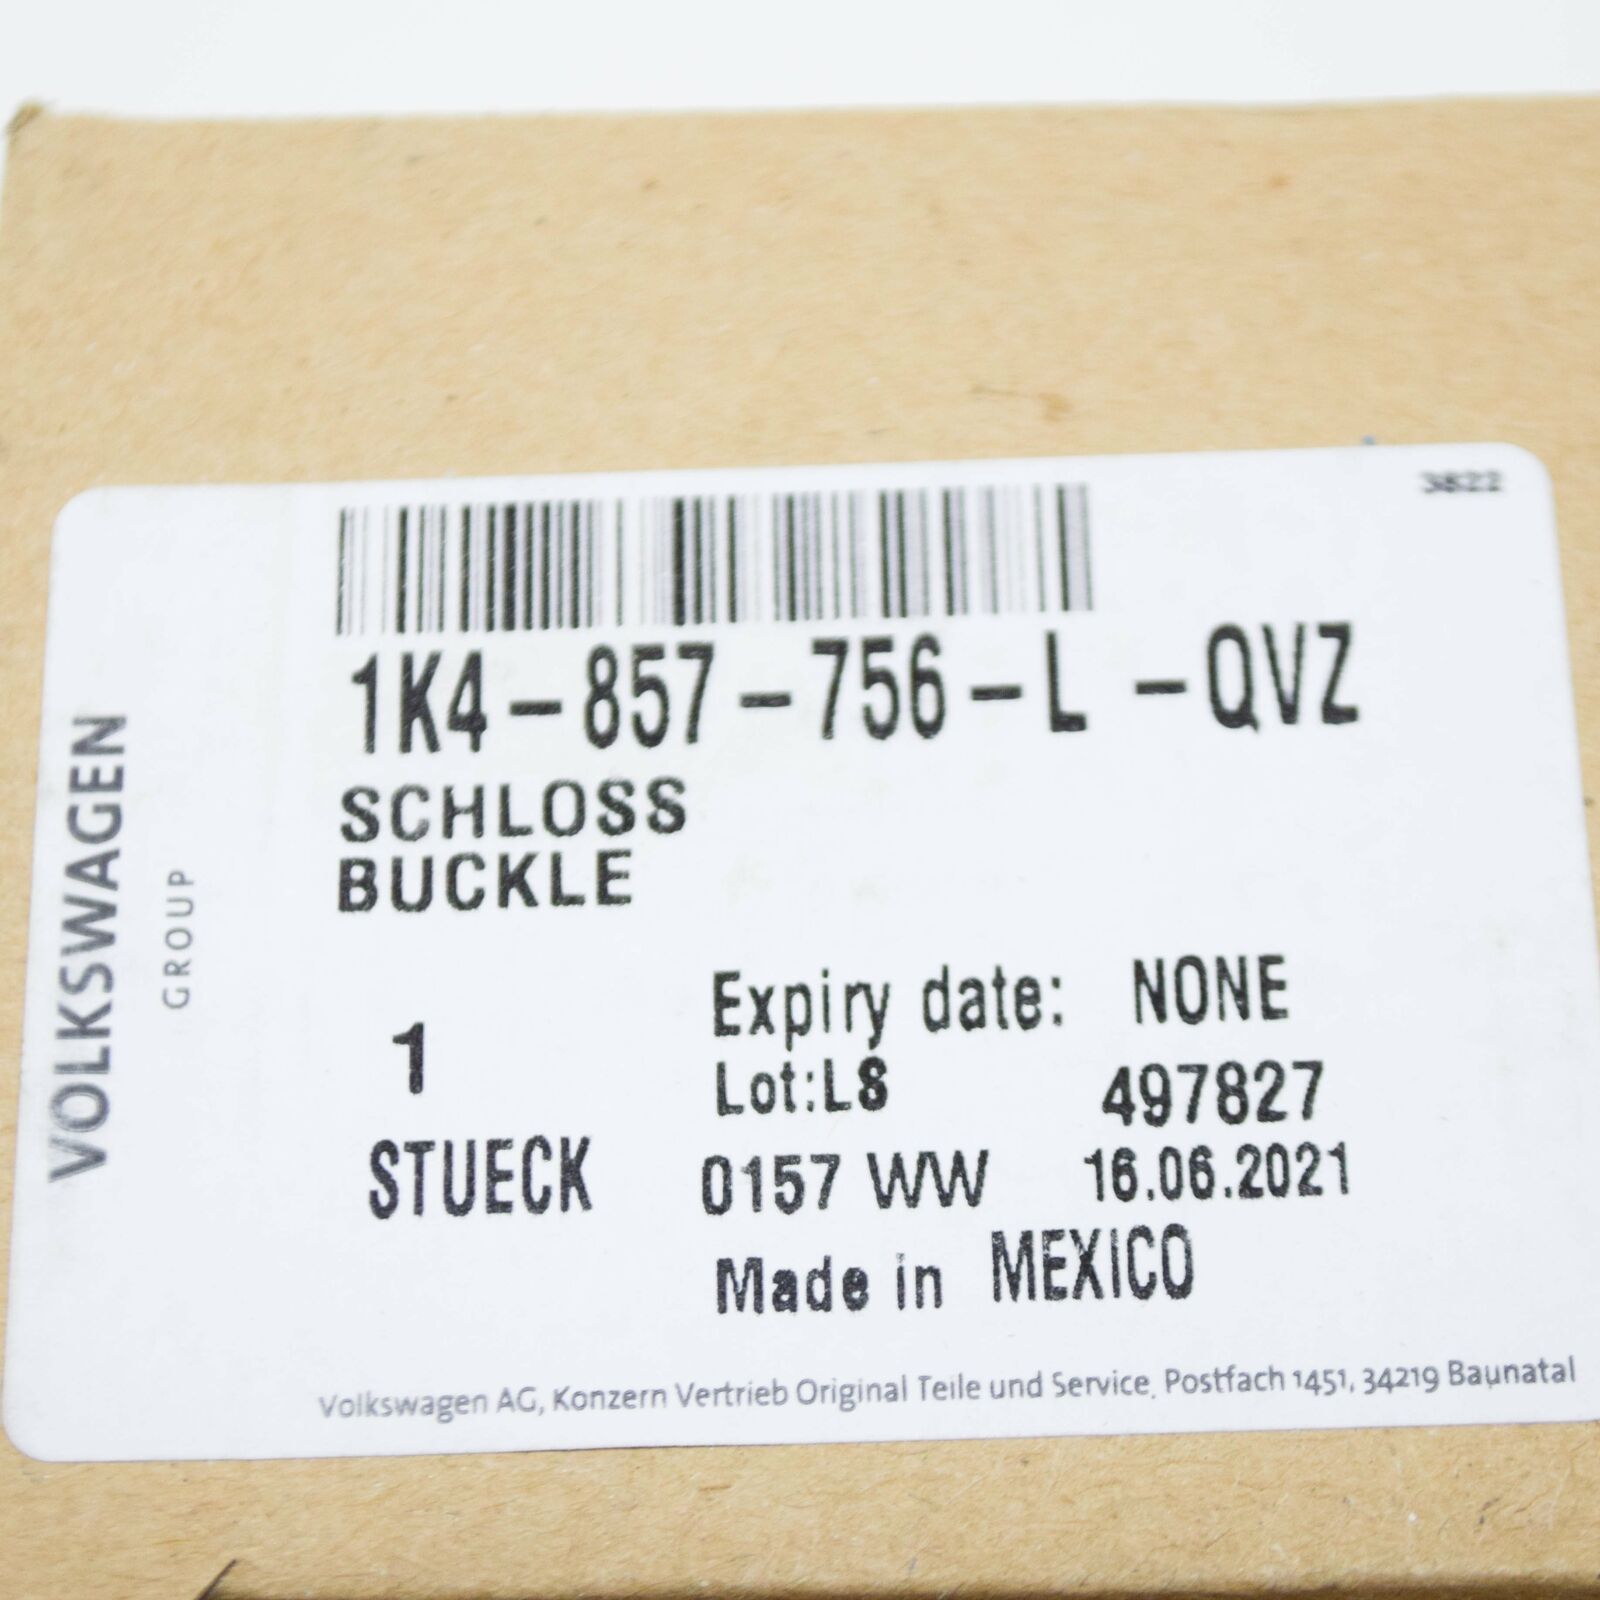 3822
1K4-857-756-L -QVZ
SCHLOSS
BUCKLE
Expiry date: NONE
1
Lot:L8 497827
STUECK
0157 WW 16.06.2021
Made in MEXICO
Volkswagen AG, Konzern Vertrieb Original Teile und Service, Postfach 1451, 34219 Baunatal
VOLKSWAGEN
GROUP